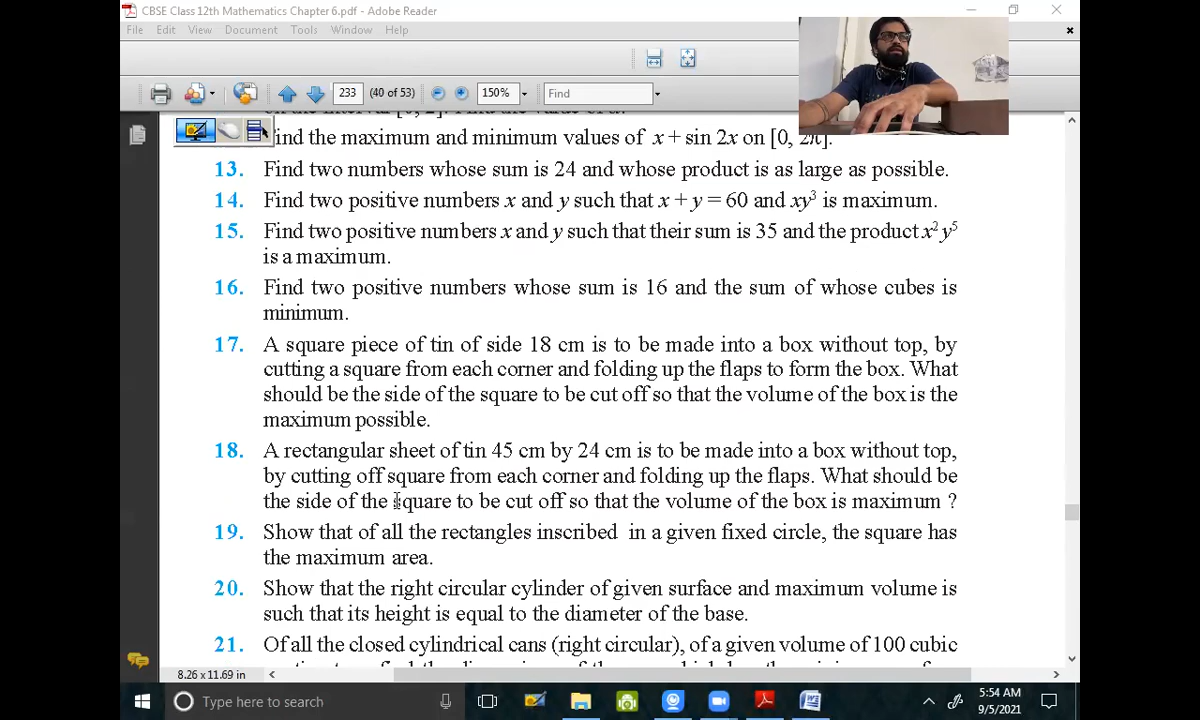 CBSE Class 12th Mathematics Chapter 6.pdf - Adobe Reader
File Edit View Document Tools Window Help
233 (40 of 53) 150% Find
ind the maximum and minimum values of x + sin 2x on [0, 2π].
13. Find two numbers whose sum is 24 and whose product is as large as possible.
14. Find two positive numbers x and y such that x + y = 60 and xy³ is maximum.
15. Find two positive numbers x and y such that their sum is 35 and the product x² y⁵
is a maximum.
16. Find two positive numbers whose sum is 16 and the sum of whose cubes is
minimum.
17. A square piece of tin of side 18 cm is to be made into a box without top, by
cutting a square from each corner and folding up the flaps to form the box. What
should be the side of the square to be cut off so that the volume of the box is the
maximum possible.
18. A rectangular sheet of tin 45 cm by 24 cm is to be made into a box without top,
by cutting off square from each corner and folding up the flaps. What should be
the side of the square to be cut off so that the volume of the box is maximum ?
19. Show that of all the rectangles inscribed in a given fixed circle, the square has
the maximum area.
20. Show that the right circular cylinder of given surface and maximum volume is
such that its height is equal to the diameter of the base.
21. Of all the closed cylindrical cans (right circular), of a given volume of 100 cubic
8.26 x 11.69 in
Type here to search
5:54 AM
9/5/2021